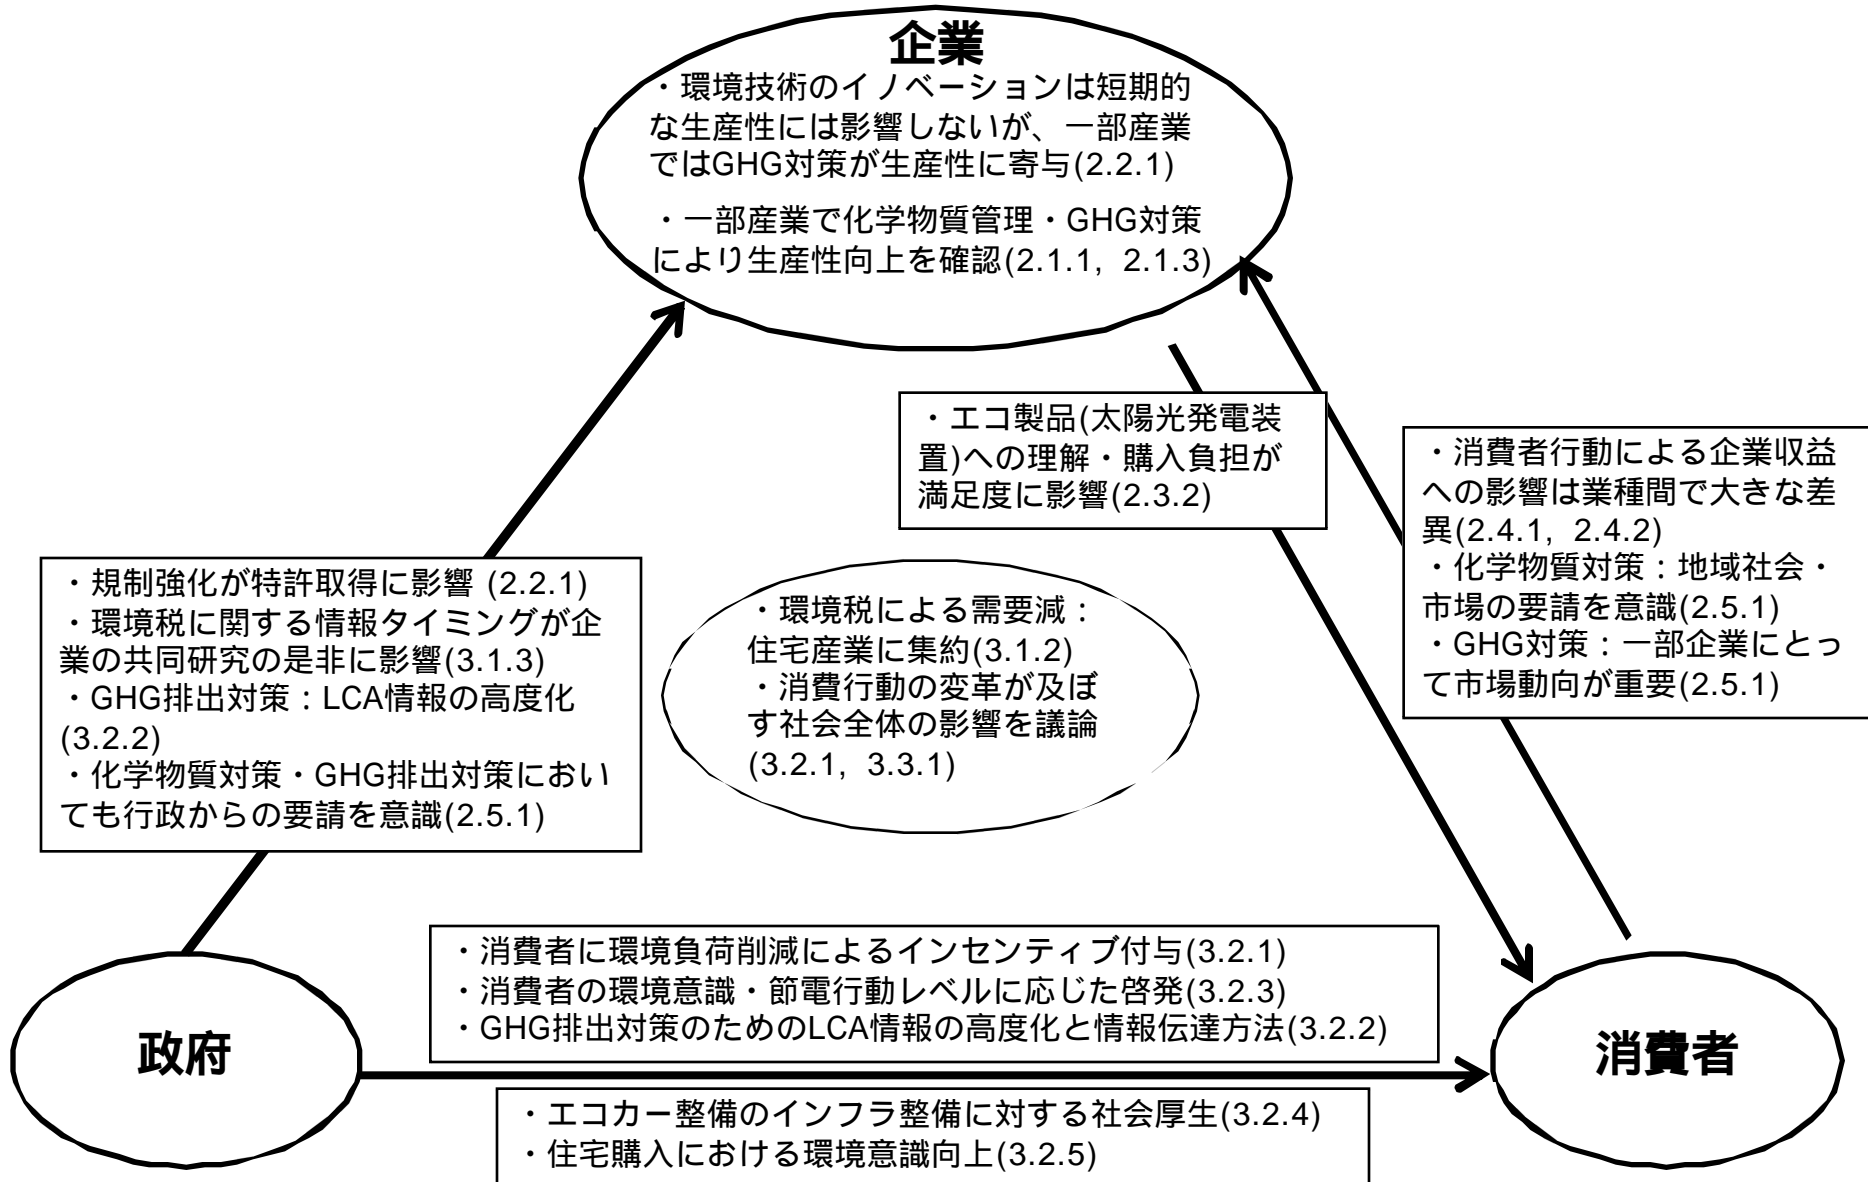 企業
・環境技術のイノベーションは短期的
な生産性には影響しないが、一部産業
ではGHG対策が生産性に寄与(2.2.1)
・一部産業で化学物質管理・GHG対策
により生産性向上を確認(2.1.1, 2.1.3)
・エコ製品(太陽光発電装
置)への理解・購入負担が
満足度に影響(2.3.2)
・消費者行動による企業収益
への影響は業種間で大きな差
異(2.4.1, 2.4.2)
・化学物質対策：地域社会・
市場の要請を意識(2.5.1)
・GHG対策：一部企業にとっ
て市場動向が重要(2.5.1)
・規制強化が特許取得に影響 (2.2.1)
・環境税に関する情報タイミングが企
業の共同研究の是非に影響(3.1.3)
・GHG排出対策：LCA情報の高度化
(3.2.2)
・化学物質対策・GHG排出対策におい
ても行政からの要請を意識(2.5.1)
・環境税による需要減：
住宅産業に集約(3.1.2)
・消費行動の変革が及ぼ
す社会全体の影響を議論
(3.2.1, 3.3.1)
・消費者に環境負荷削減によるインセンティブ付与(3.2.1)
・消費者の環境意識・節電行動レベルに応じた啓発(3.2.3)
・GHG排出対策のためのLCA情報の高度化と情報伝達方法(3.2.2)
政府
消費者
・エコカー整備のインフラ整備に対する社会厚生(3.2.4)
・住宅購入における環境意識向上(3.2.5)